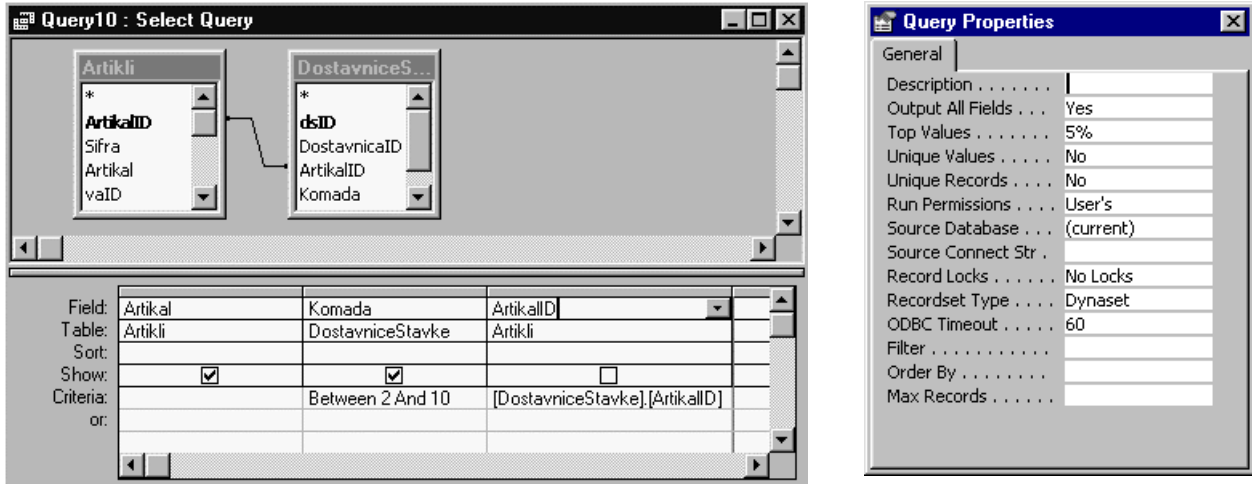 Query10 : Select Query
Artikli
*
ArtikalID
Sifra
Artikal
vaID
DostavniceS...
*
dsID
DostavnicaID
ArtikalID
Komada
Field: Artikal Komada ArtikalID
Table: Artikli DostavniceStavke Artikli
Sort:
Show:
Criteria: Between 2 And 10 [DostavniceStavke].[ArtikalID]
or:
Query Properties
General
Description . . . . . . .
Output All Fields . . . Yes
Top Values . . . . . . . 5%
Unique Values . . . . . No
Unique Records . . . . No
Run Permissions . . . . User's
Source Database . . . (current)
Source Connect Str .
Record Locks . . . . . . No Locks
Recordset Type . . . . Dynaset
ODBC Timeout . . . . . 60
Filter . . . . . . . . . . .
Order By . . . . . . . .
Max Records . . . . . .